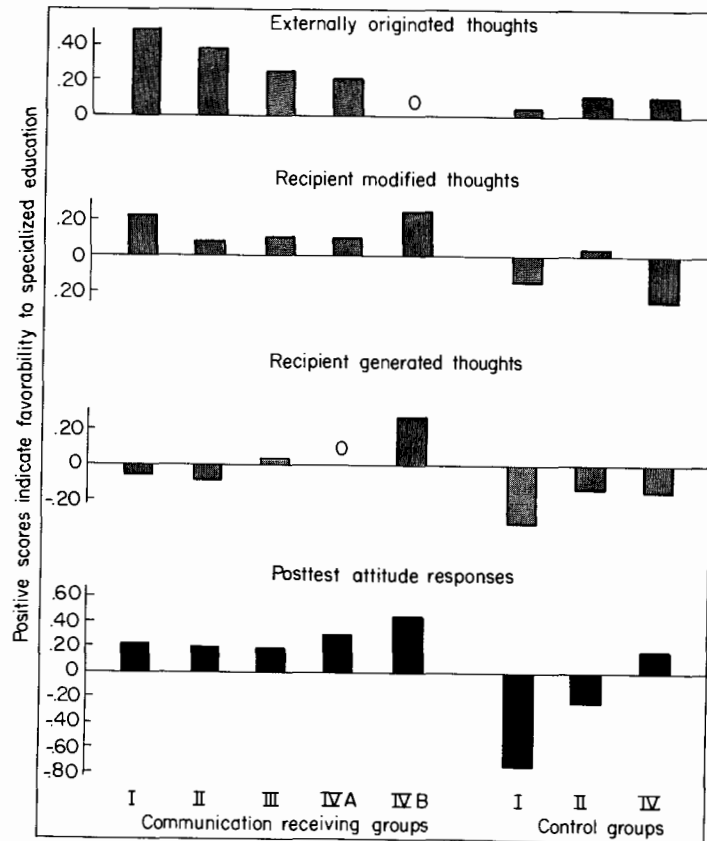 Positive scores indicate favorability to specialized education
Externally originated thoughts
.40
.20
0
O
Recipient modified thoughts
.20
0
.20
Recipient generated thoughts
.20
0
-.20
O
Posttest attitude responses
.60
.40
.20
0
-.20
-.40
-.60
-.80
I II III IVA IVB I II IV
Communication receiving groups Control groups